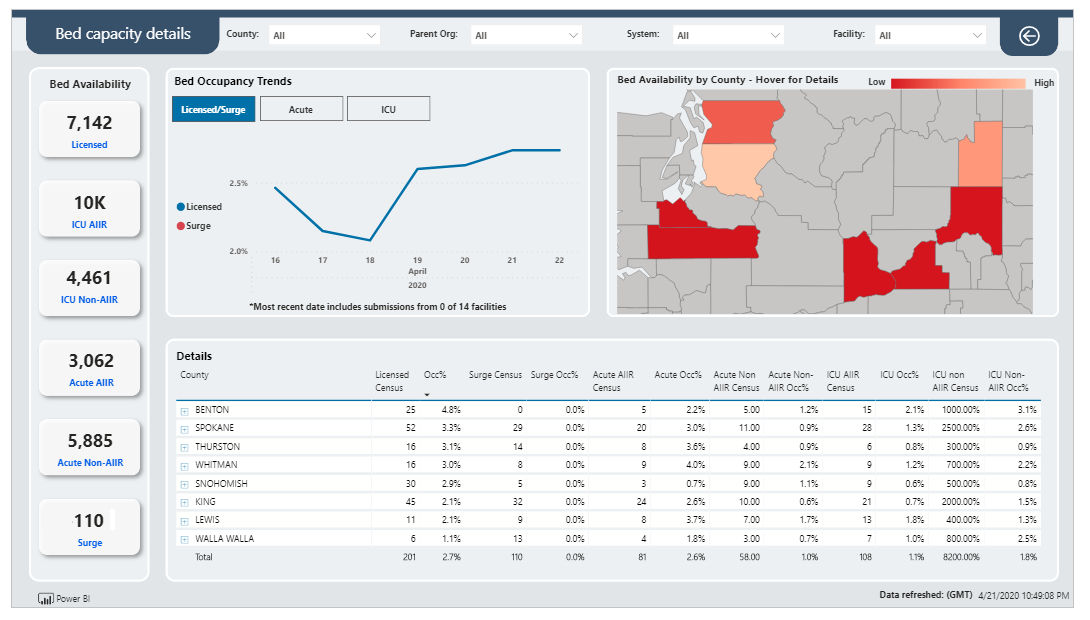 Bed capacity details
County: All
Parent Org: All
System: All
Facility: All
Bed Availability
7,142
Licensed
10K
ICU AIIR
4,461
ICU Non-AIIR
3,062
Acute AIIR
5,885
Acute Non-AIIR
110
Surge
Bed Occupancy Trends
Licensed/Surge Acute ICU
2.5%
Licensed
Surge
2.0%
16 17 18 19 20 21 22
April
2020
*Most recent date includes submissions from 0 of 14 facilities
Bed Availability by County - Hover for Details Low High
Details
County Licensed Census Occ% Surge Census Surge Occ% Acute AIIR Census Acute Occ% Acute Non AIIR Census Acute Non-AIIR Occ% ICU AIIR Census ICU Occ% ICU non AIIR Census ICU Non-AIIR Occ%
BENTON 25 4.8% 0 0.0% 5 2.2% 5.00 1.2% 15 2.1% 1000.00% 3.1%
SPOKANE 52 3.3% 29 0.0% 20 3.0% 11.00 0.9% 28 1.3% 2500.00% 2.6%
THURSTON 16 3.1% 14 0.0% 8 3.6% 4.00 0.9% 6 0.8% 300.00% 0.9%
WHITMAN 16 3.0% 8 0.0% 9 4.0% 9.00 2.1% 9 1.2% 700.00% 2.2%
SNOHOMISH 30 2.9% 5 0.0% 3 0.7% 9.00 1.1% 9 0.6% 500.00% 0.8%
KING 45 2.1% 32 0.0% 24 2.6% 10.00 0.6% 21 0.7% 2000.00% 1.5%
LEWIS 11 2.1% 9 0.0% 8 3.7% 7.00 1.7% 13 1.8% 400.00% 1.3%
WALLA WALLA 6 1.1% 13 0.0% 4 1.8% 3.00 0.7% 7 1.0% 800.00% 2.5%
Total 201 2.7% 110 0.0% 81 2.6% 58.00 1.0% 108 1.1% 8200.00% 1.8%
Power BI
Data refreshed: (GMT) 4/21/2020 10:49:08 PM